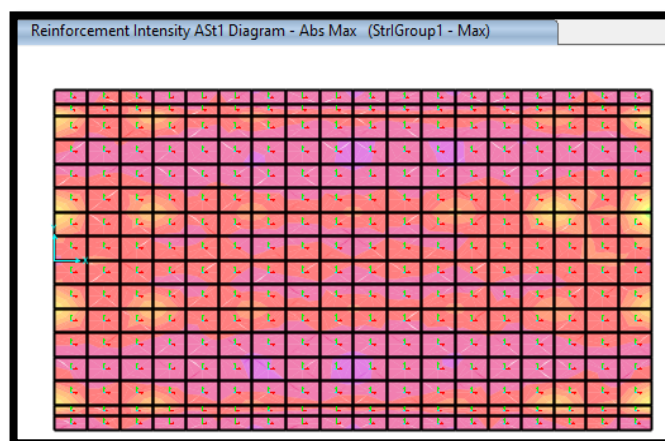 Reinforcement Intensity ASt1 Diagram - Abs Max (StrlGroup1 - Max)